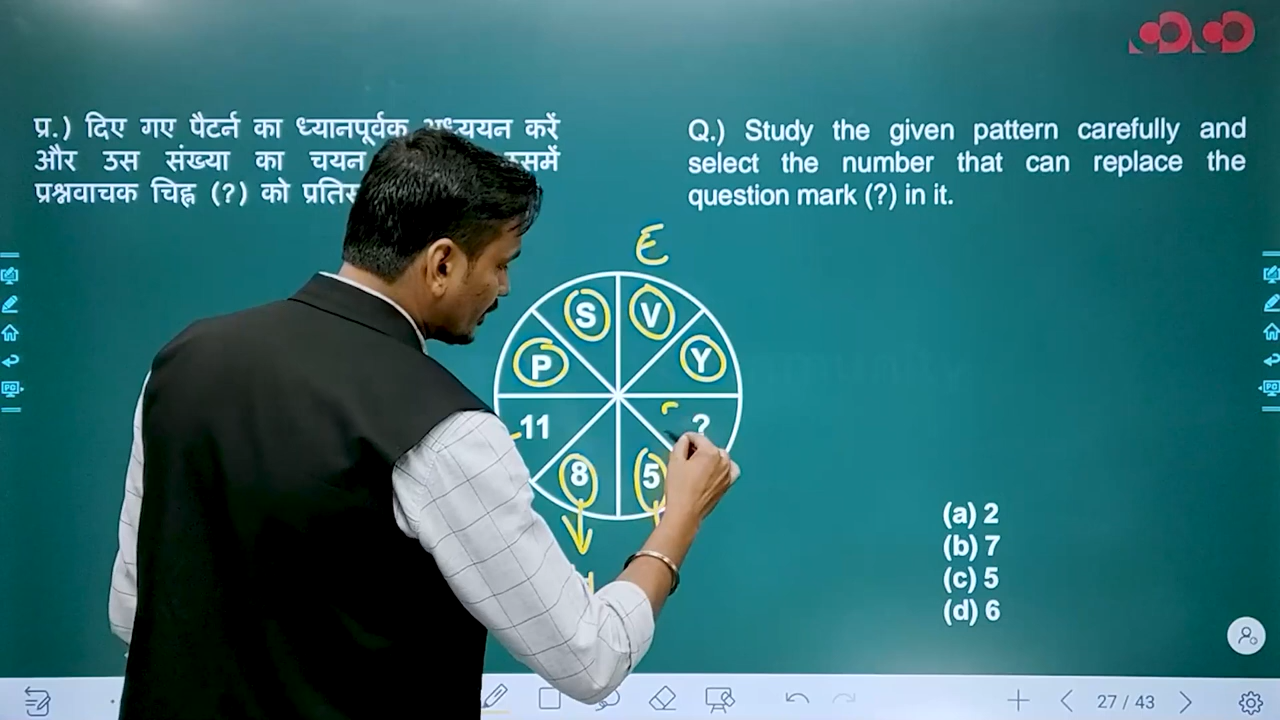 प्र.) दिए गए पैटर्न का ध्यानपूर्वक अध्ययन करें
और उस संख्या का चयन
प्रश्नवाचक चिह्न (?) को
Q.) Study the given pattern carefully and
select the number that can replace the
question mark (?) in it.
E
S V
P Y
11 ?
8 5
(a) 2
(b) 7
(c) 5
(d) 6
27 / 43